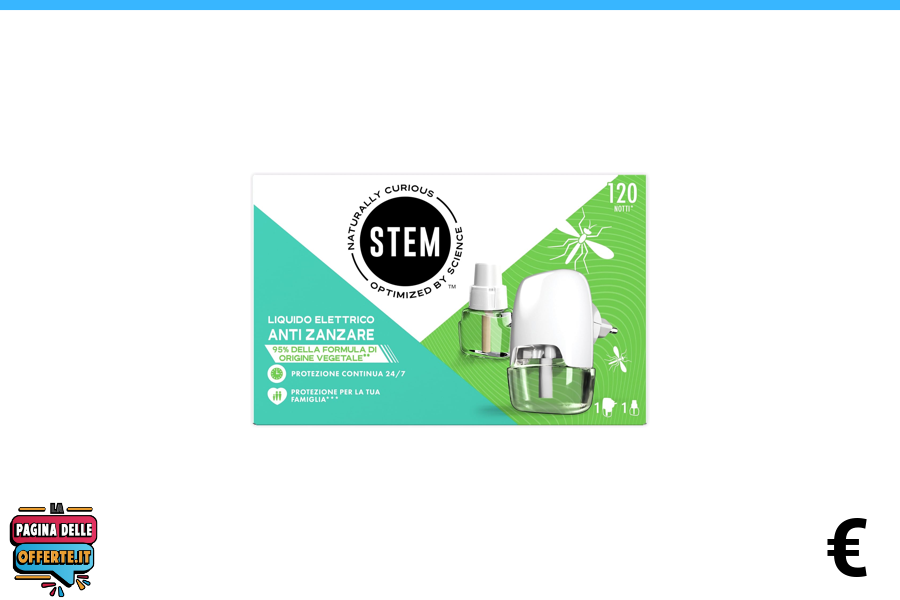 NATURALLY CURIOUS
STEM
OPTIMIZED BY SCIENCE
™
120
NOTTI*
LIQUIDO ELETTRICO
ANTI ZANZARE
95% DELLA FORMULA DI
ORIGINE VEGETALE**
PROTEZIONE CONTINUA 24/7
PROTEZIONE PER LA TUA
FAMIGLIA***
1 1
LA
PAGINA DELLE
OFFERTE.IT
€